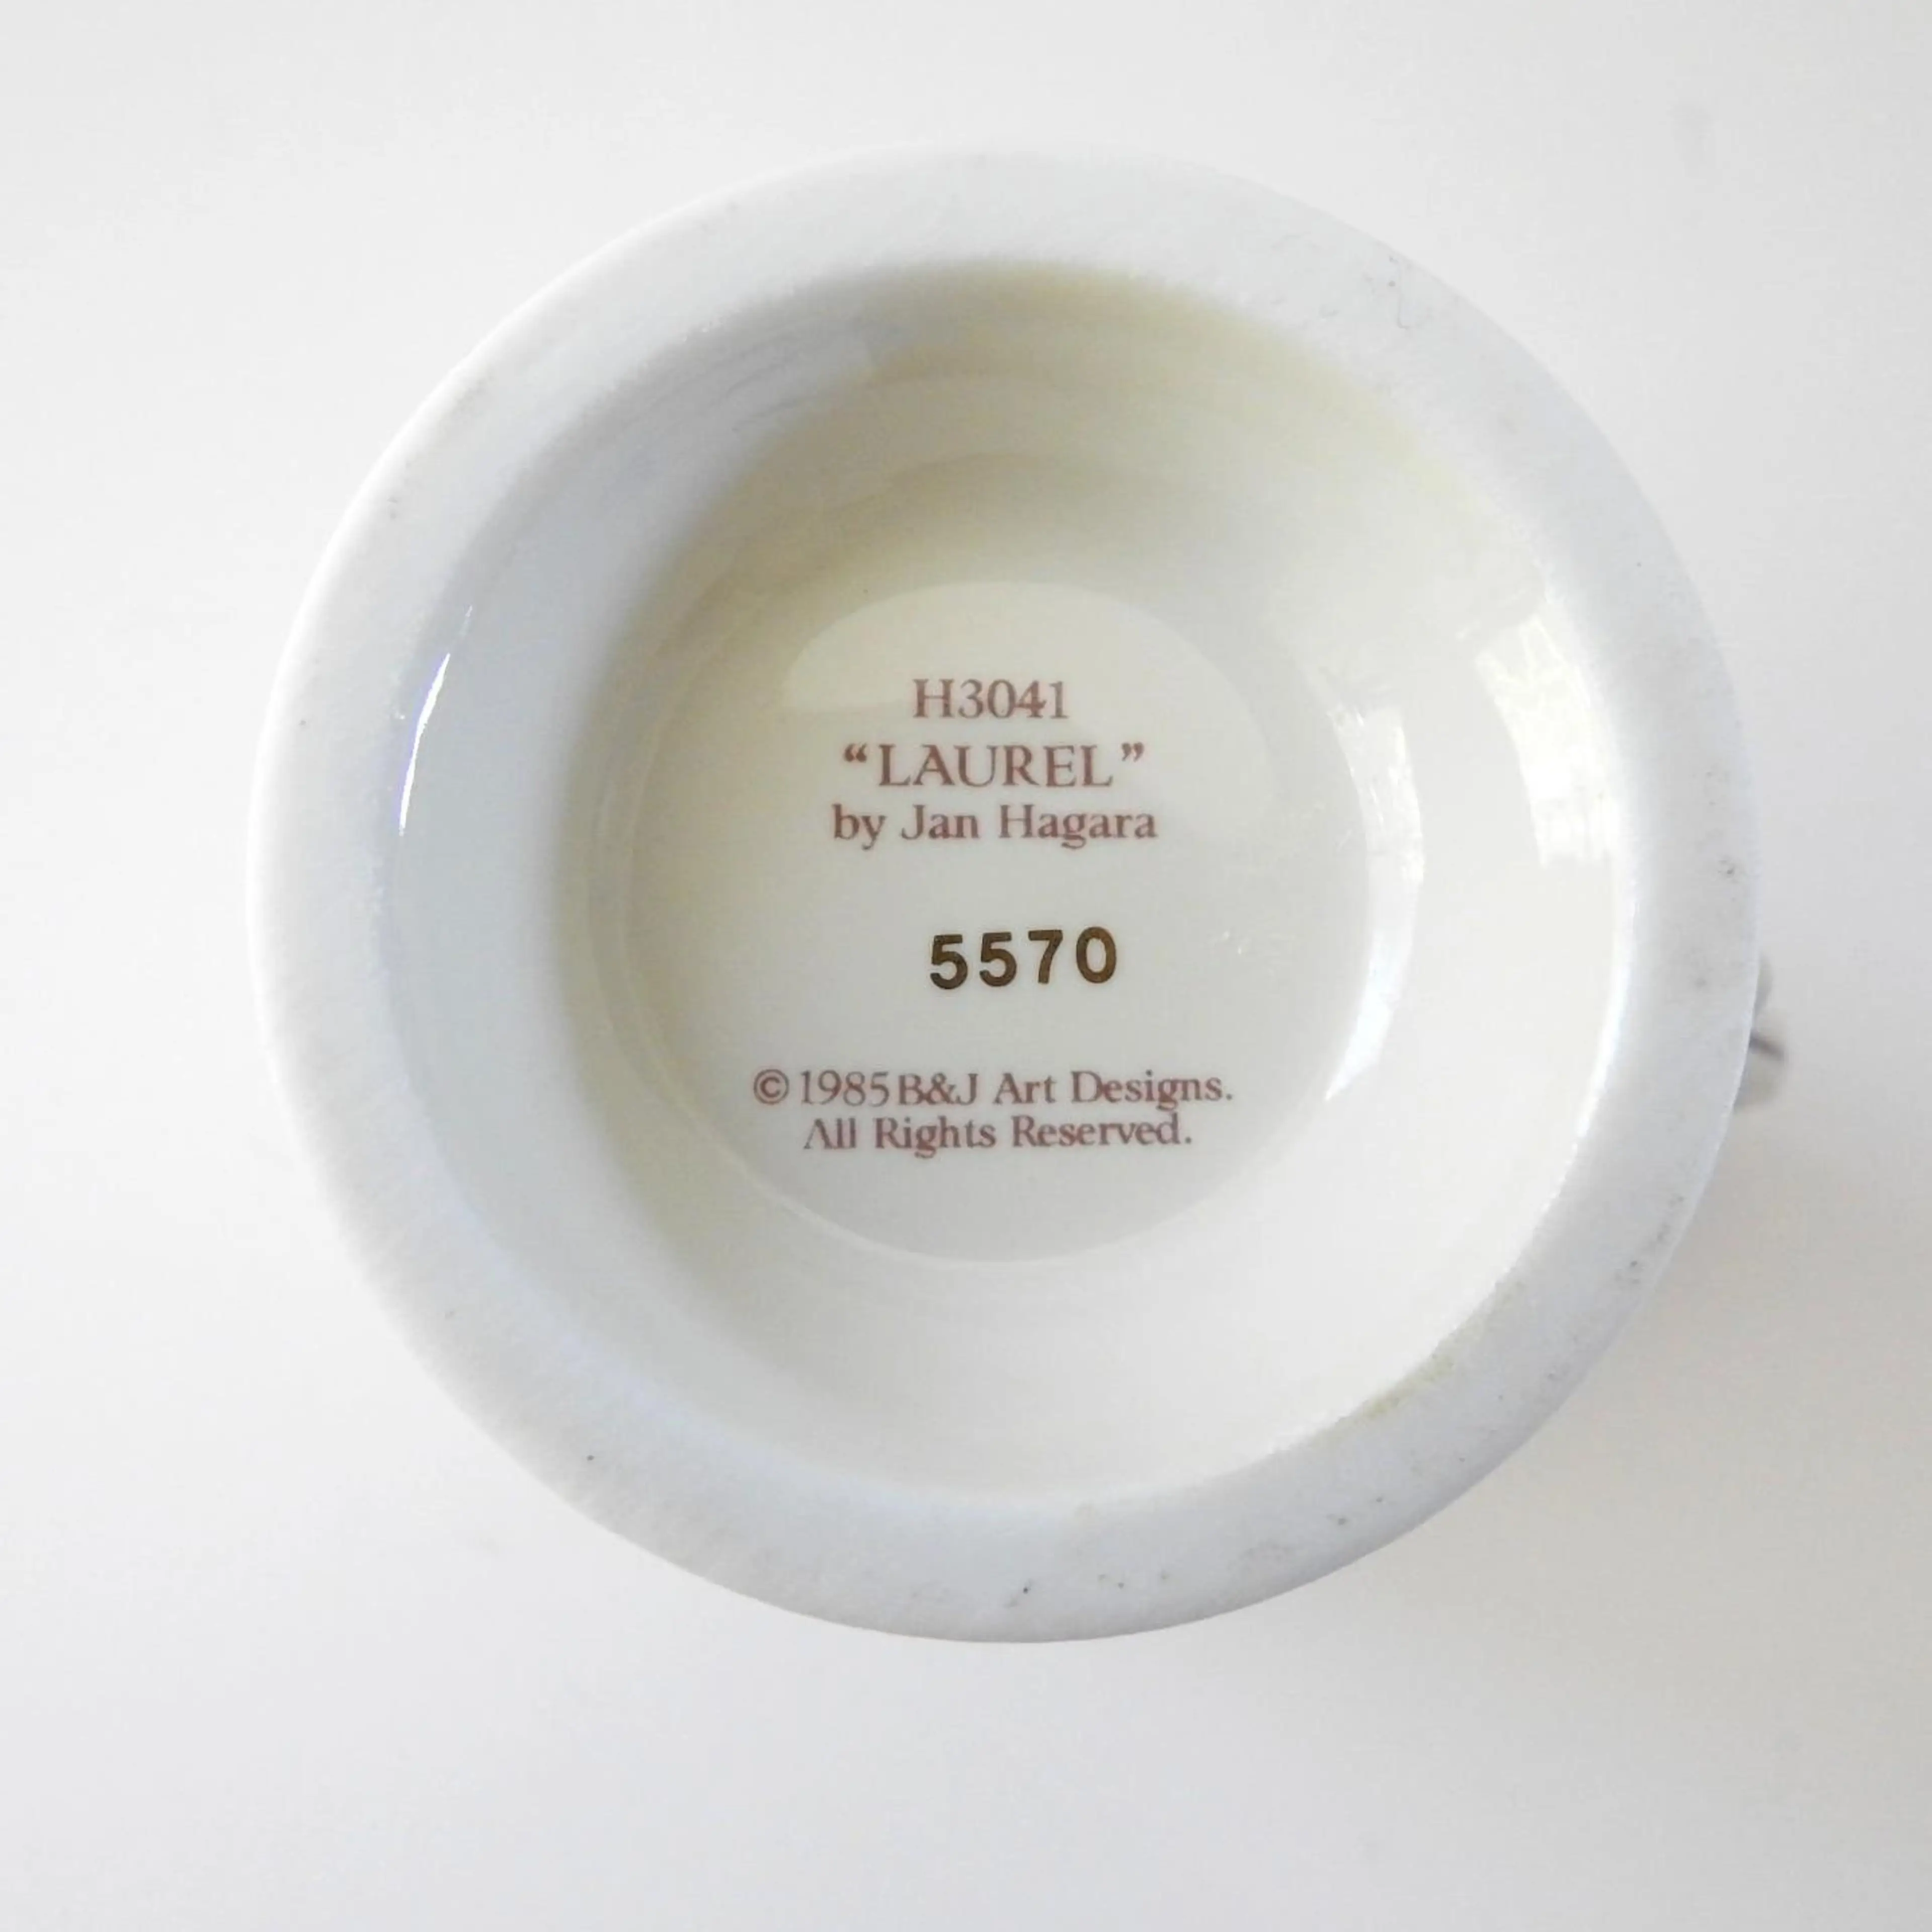 H3041
“LAUREL”
by Jan Hagara
5570
© 1985 B&J Art Designs.
All Rights Reserved.